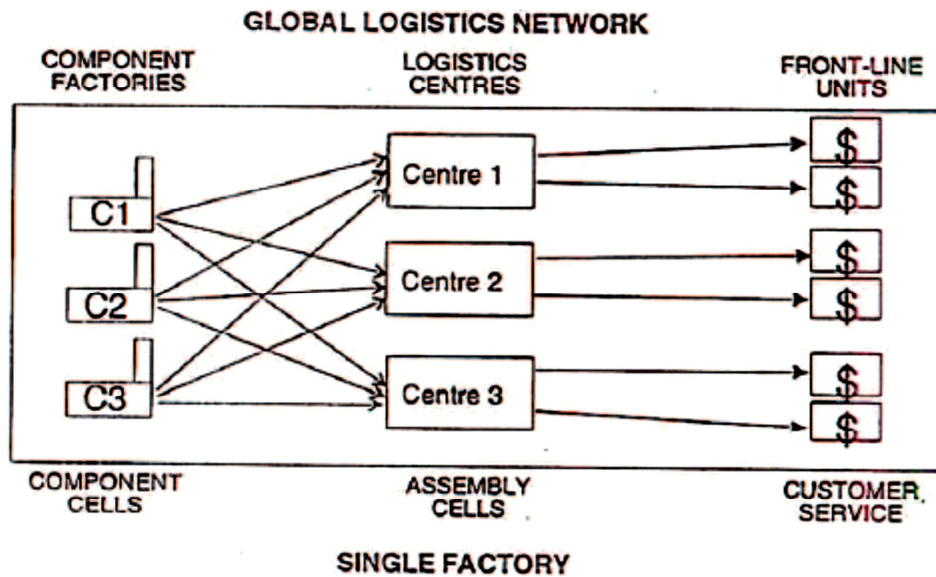 GLOBAL LOGISTICS NETWORK
COMPONENT
FACTORIES
LOGISTICS
CENTRES
FRONT-LINE
UNITS
C1
C2
C3
Centre 1
Centre 2
Centre 3
$
$
$
$
$
$
COMPONENT
CELLS
ASSEMBLY
CELLS
CUSTOMER
SERVICE
SINGLE FACTORY